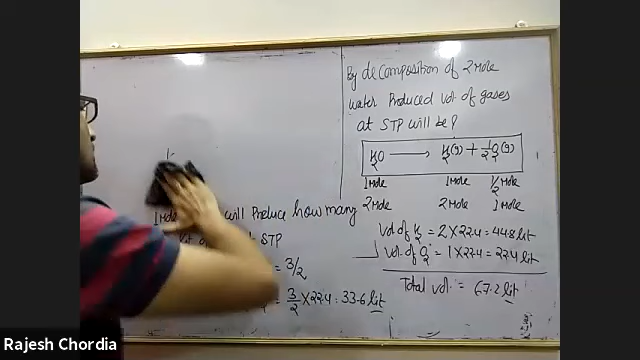 By decomposition of 2 Mole
water Produced vol. of gases
at STP will be?
H2O ⟶ H2(g) + 1/2 O2(g)
1 Mole 1 Mole 1/2 Mole
2 Mole 2 Mole 1 Mole
Vol of H2 = 2 X 22.4 = 44.8 lit
Vol. of O2 = 1 X 22.4 = 22.4 lit
Total vol. = 67.2 lit
1 Mole will Produce how many
STP
= 3/2
= 3/2 X 22.4 = 33.6 lit
Rajesh Chordia